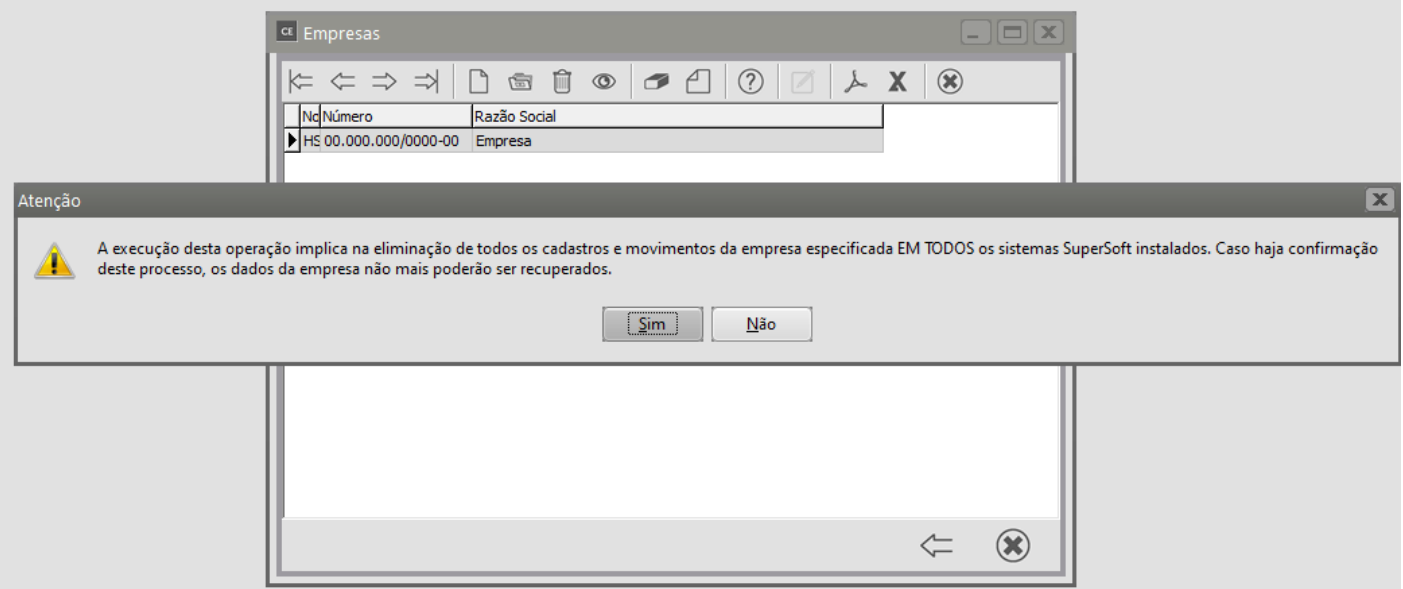 CE Empresas
No Número Razão Social
HS 00.000.000/0000-00 Empresa
Atenção
A execução desta operação implica na eliminação de todos os cadastros e movimentos da empresa especificada EM TODOS os sistemas SuperSoft instalados. Caso haja confirmação
deste processo, os dados da empresa não mais poderão ser recuperados.
Sim Não